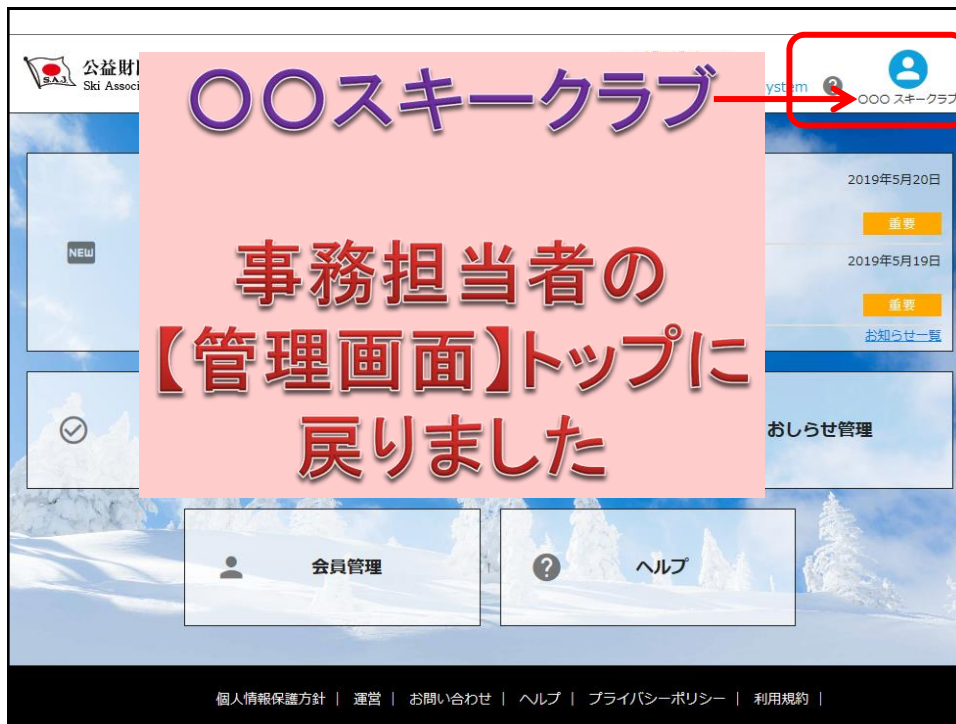 公益財
Ski Associ
ystem
〇〇〇 スキークラブ
〇〇スキークラブ
事務担当者の
【管理画面】トップに
戻りました
NEW
2019年5月20日
重要
2019年5月19日
重要
お知らせ一覧
おしらせ管理
会員管理
ヘルプ
個人情報保護方針 | 運営 | お問い合わせ | ヘルプ | プライバシーポリシー | 利用規約 |